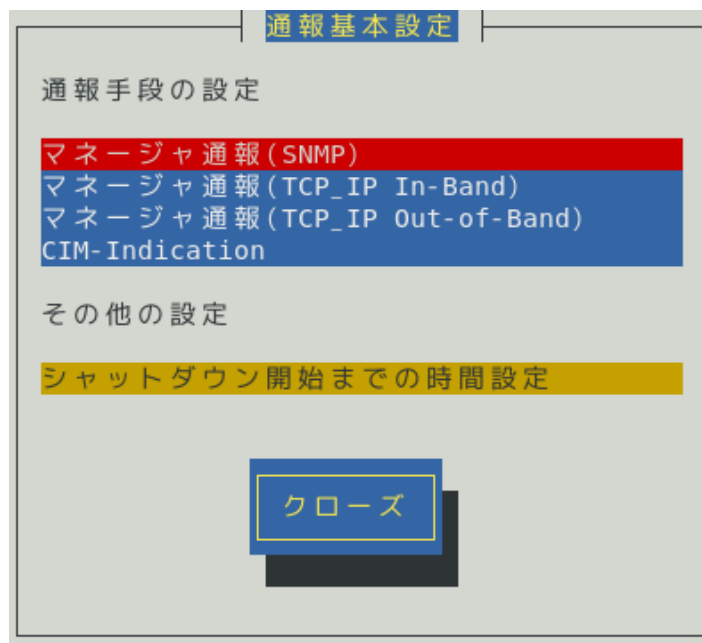 通報基本設定
通報手段の設定
マネージャ通報(SNMP)
マネージャ通報(TCP_IP In-Band)
マネージャ通報(TCP_IP Out-of-Band)
CIM-Indication
その他の設定
シャットダウン開始までの時間設定
クローズ